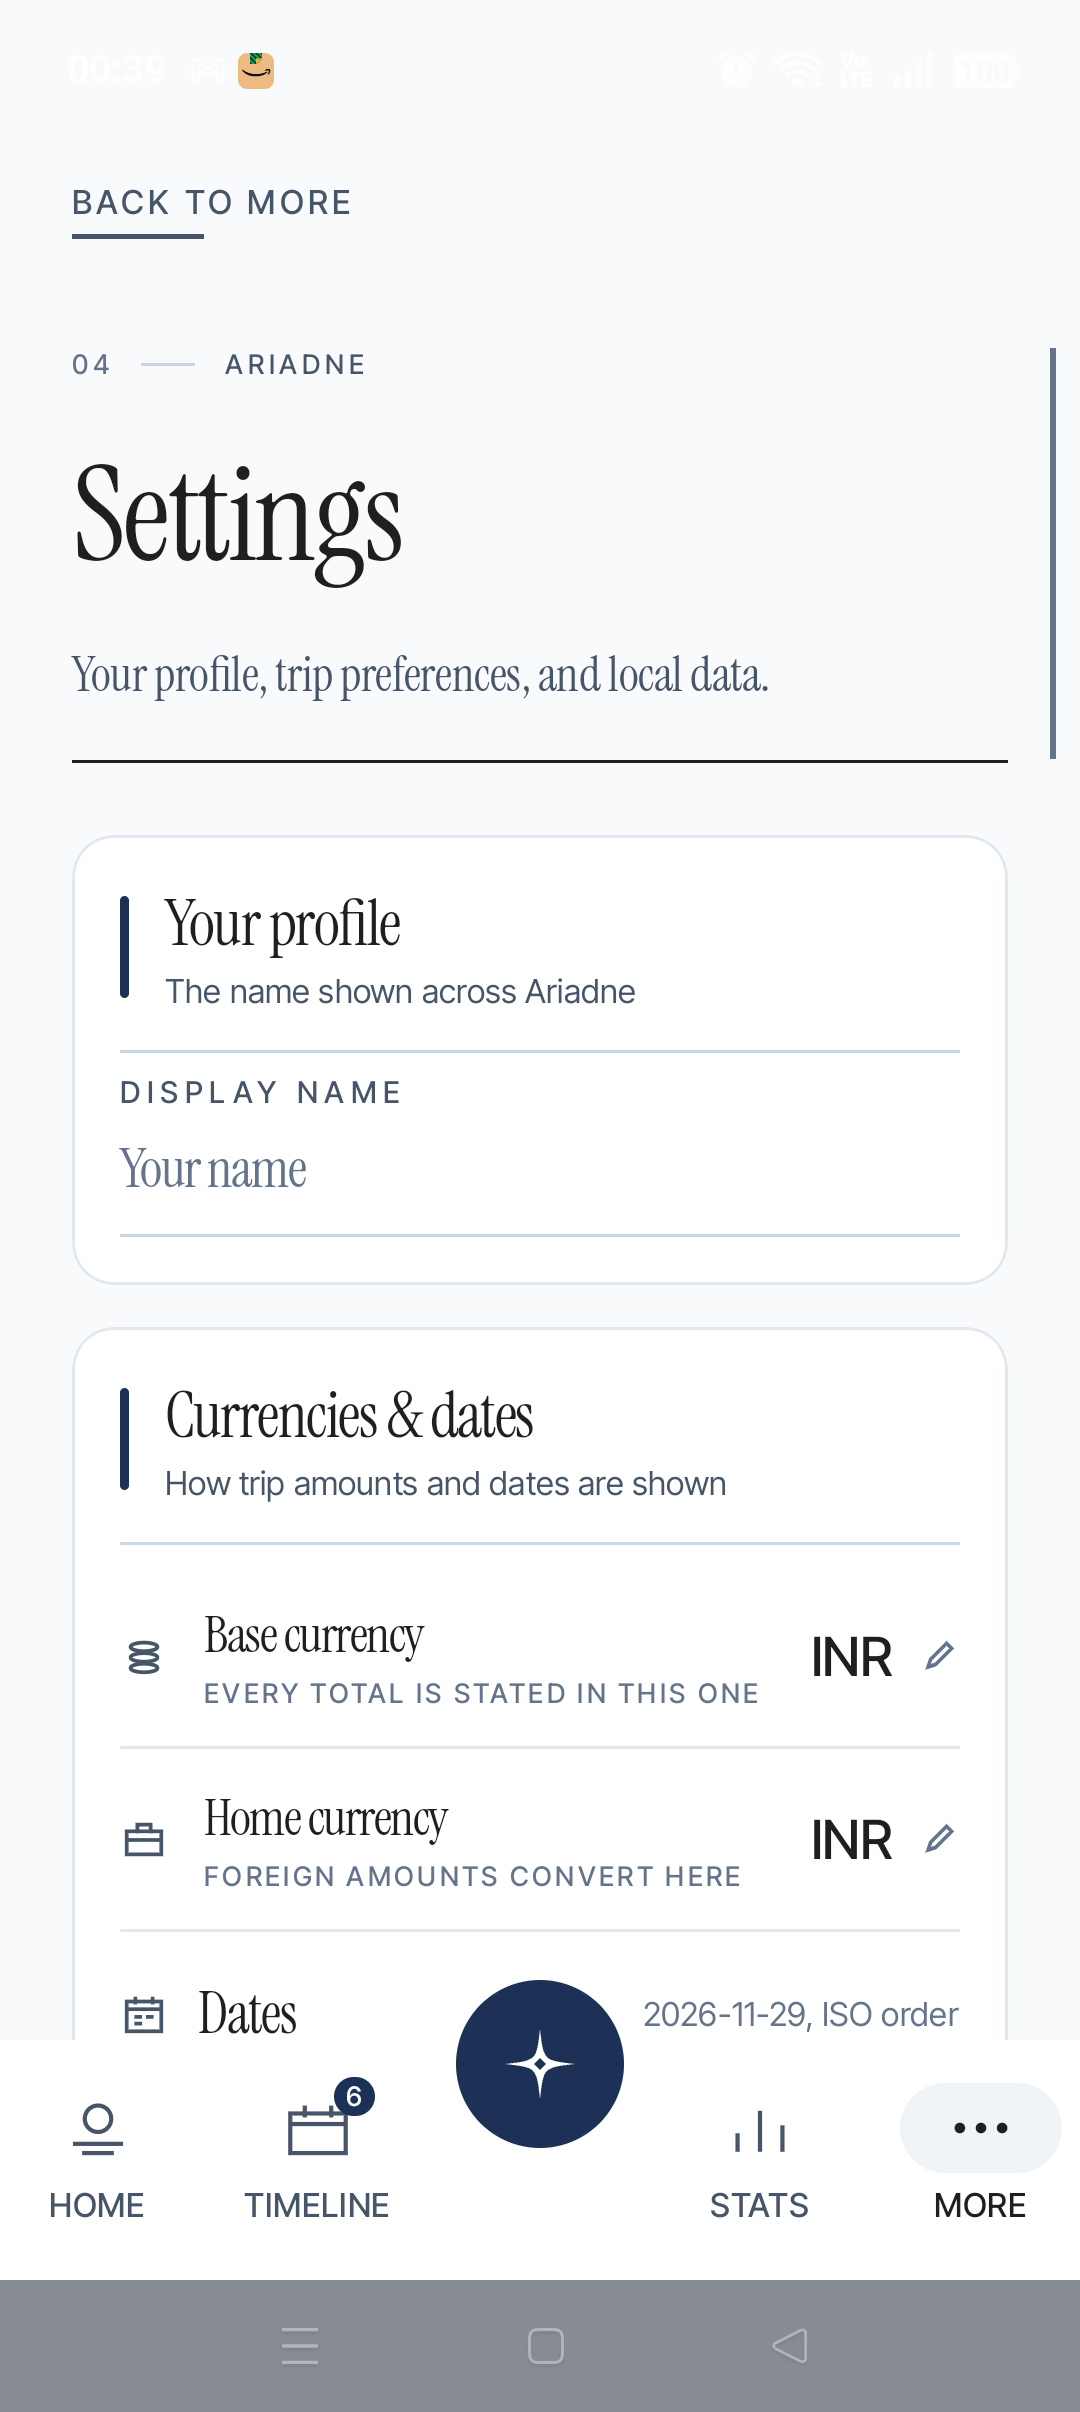 00:39
Vo
LTE
100
BACK TO MORE
04 ARIADNE
Settings
Your profile, trip preferences, and local data.
Your profile
The name shown across Ariadne
DISPLAY NAME
Your name
Currencies & dates
How trip amounts and dates are shown
Base currency
INR
EVERY TOTAL IS STATED IN THIS ONE
Home currency
INR
FOREIGN AMOUNTS CONVERT HERE
Dates
2026-11-29, ISO order
6
HOME
TIMELINE
STATS
MORE